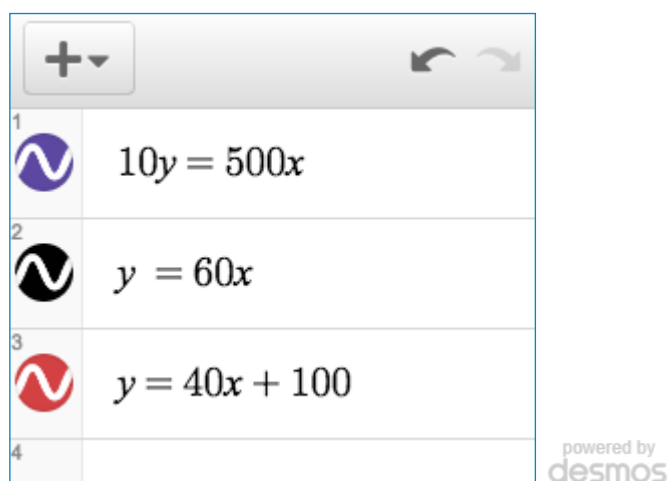 1
10y = 500x
2
y = 60x
3
y = 40x + 100
4
powered by
desmos